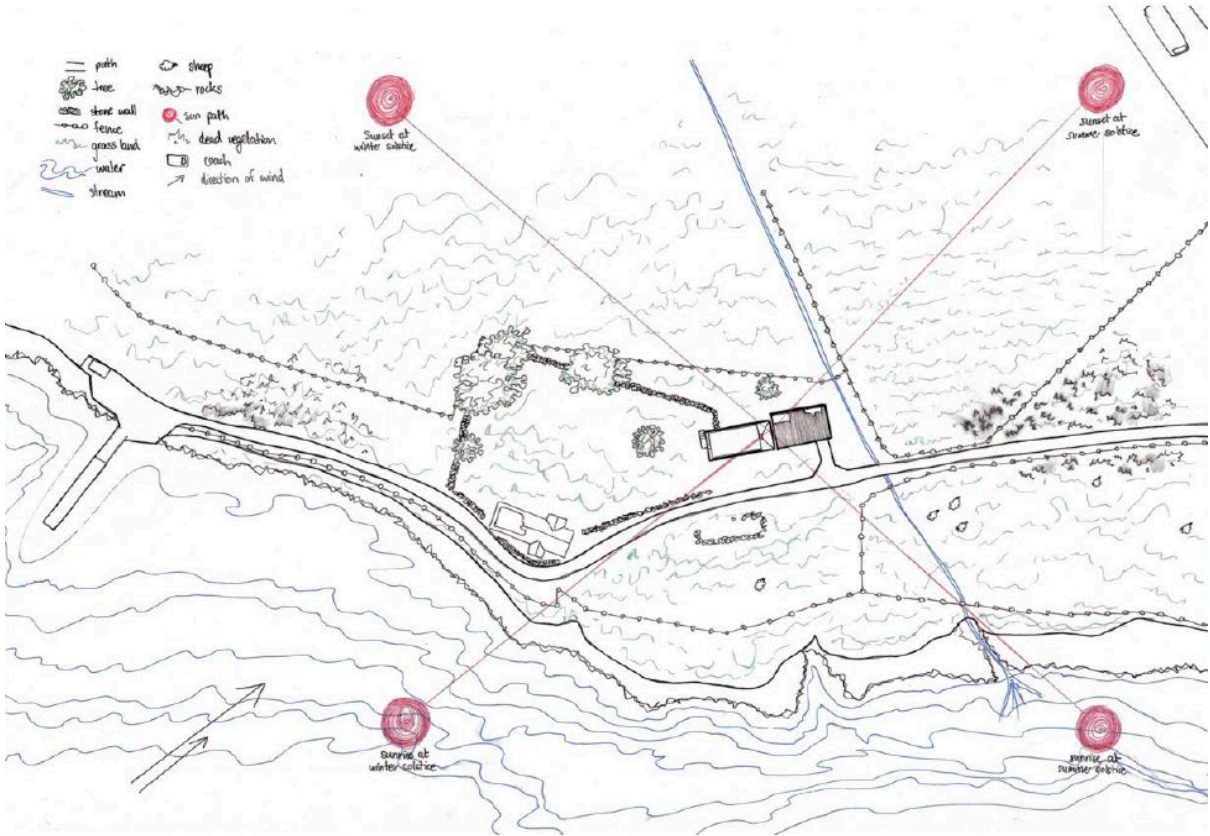 path
tree
stone wall
fence
grass land
water
stream
sheep
rocks
sun path
dead vegetation
coach
direction of wind
Sunset at
winter solstice
sunset at
summer solstice
sunrise at
winter solstice
sunrise at
summer solstice